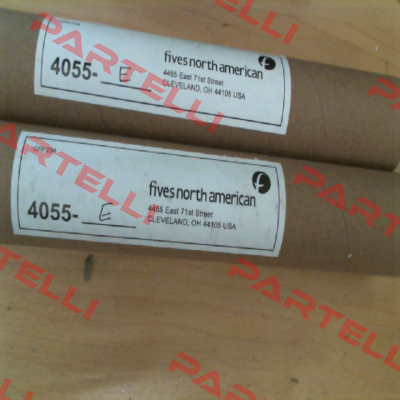 fives north american
4055- E
4455 East 71st Street
CLEVELAND, OH 44105 USA
fives north american
4055- E
4455 East 71st Street
CLEVELAND, OH 44105 USA
PARTELLI
PARTELLI
PARTELLI
PARTELLI